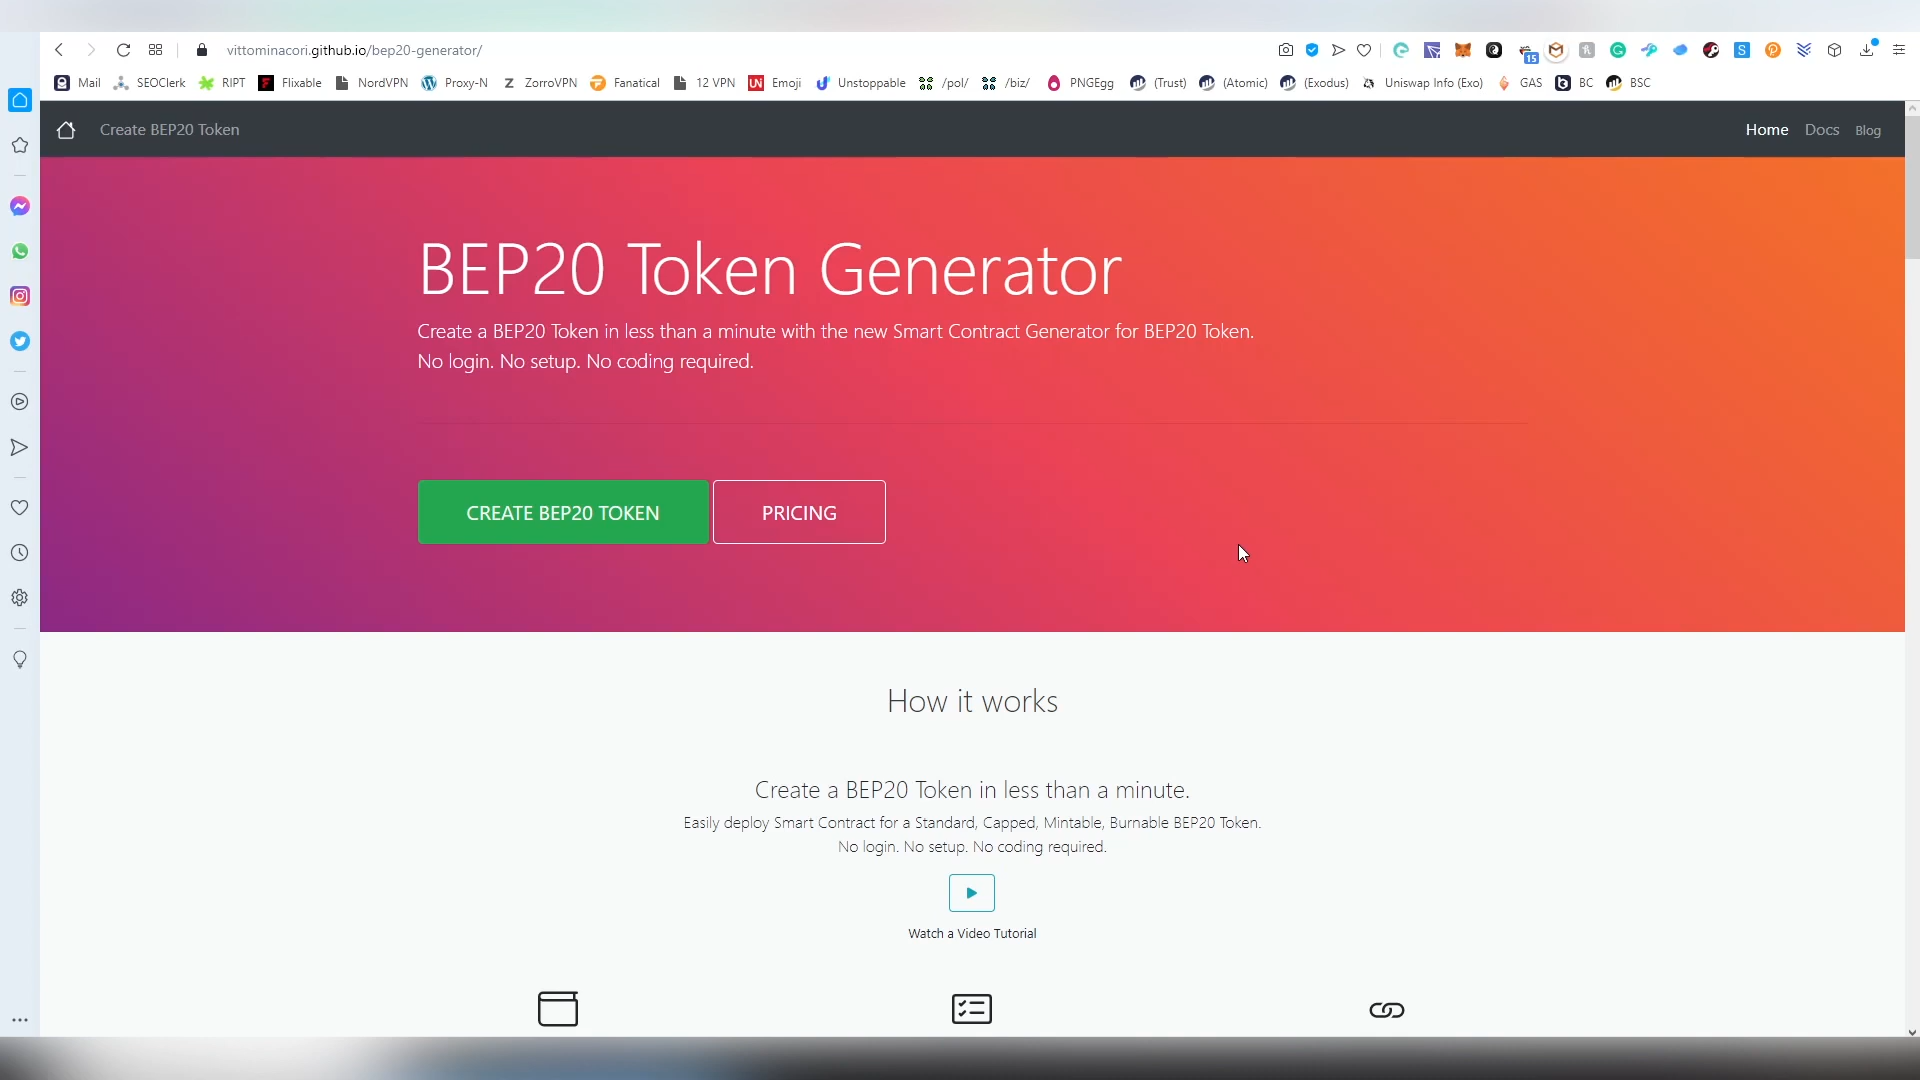 vittominacori.github.io/bep20-generator/
15
Mail SEOClerk RIPT Flixable NordVPN Proxy-N ZorroVPN Fanatical 12 VPN Emoji Unstoppable /pol/ /biz/ PNGEgg (Trust) (Atomic) (Exodus) Uniswap Info (Exo) GAS BC BSC
Create BEP20 Token Home Docs Blog
BEP20 Token Generator
Create a BEP20 Token in less than a minute with the new Smart Contract Generator for BEP20 Token.
No login. No setup. No coding required.
CREATE BEP20 TOKEN PRICING
How it works
Create a BEP20 Token in less than a minute.
Easily deploy Smart Contract for a Standard, Capped, Mintable, Burnable BEP20 Token.
No login. No setup. No coding required.
Watch a Video Tutorial